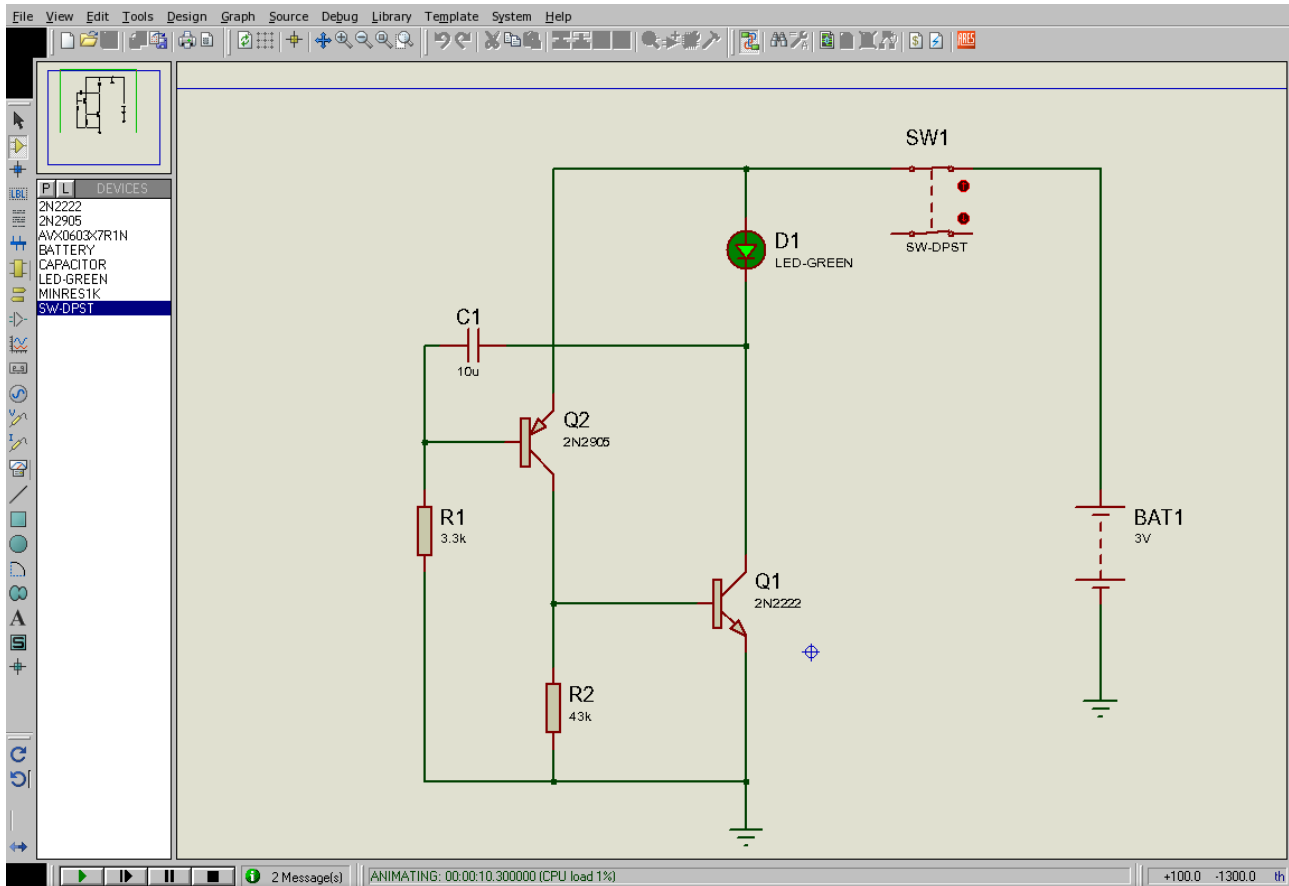 File View Edit Tools Design Graph Source Debug Library Template System Help
LBL
P L DEVICES
2N2222
2N2905
AVX0603X7R1N
BATTERY
CAPACITOR
LED-GREEN
MINRES1K
SW-DPST
A
S
SW1
SW-DPST
D1
LED-GREEN
C1
10u
Q2
2N2905
R1
3.3k
BAT1
3V
Q1
2N2222
R2
43k
2 Message(s) ANIMATING: 00:00:10.300000 (CPU load 1%) +100.0 -1300.0 th